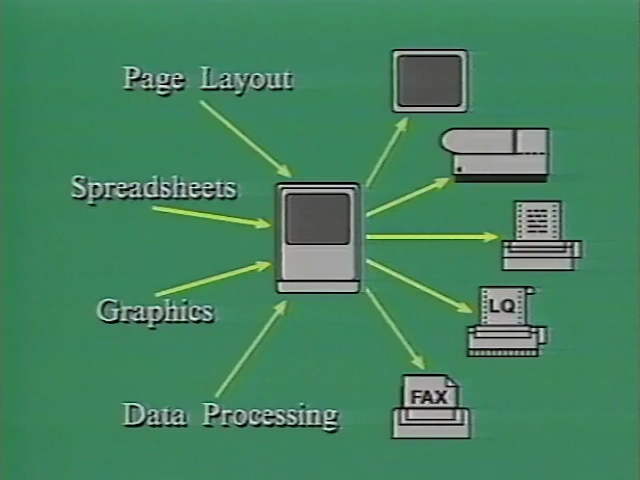 Page Layout
Spreadsheets
LQ
Graphics
FAX
Data Processing